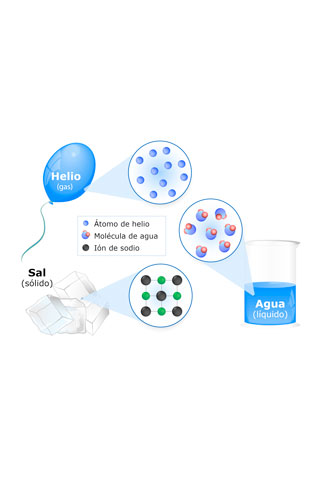 Helio
(gas)
Átomo de helio
Molécula de agua
Ión de sodio
Sal
(sólido)
Agua
(líquido)